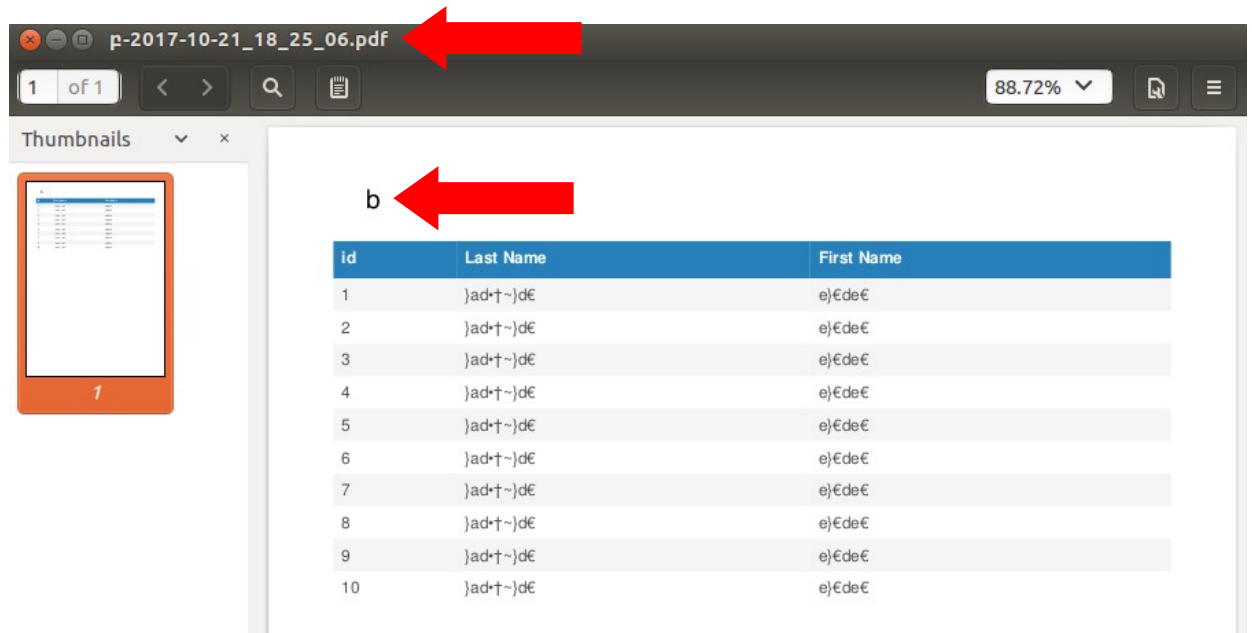 բ-2017-10-21_18_25_06.pdf
1 of 1
88.72%
Thumbnails
1
b
id Last Name First Name
1 }ad•†~}d€ e}€de€
2 }ad•†~}d€ e}€de€
3 }ad•†~}d€ e}€de€
4 }ad•†~}d€ e}€de€
5 }ad•†~}d€ e}€de€
6 }ad•†~}d€ e}€de€
7 }ad•†~}d€ e}€de€
8 }ad•†~}d€ e}€de€
9 }ad•†~}d€ e}€de€
10 }ad•†~}d€ e}€de€